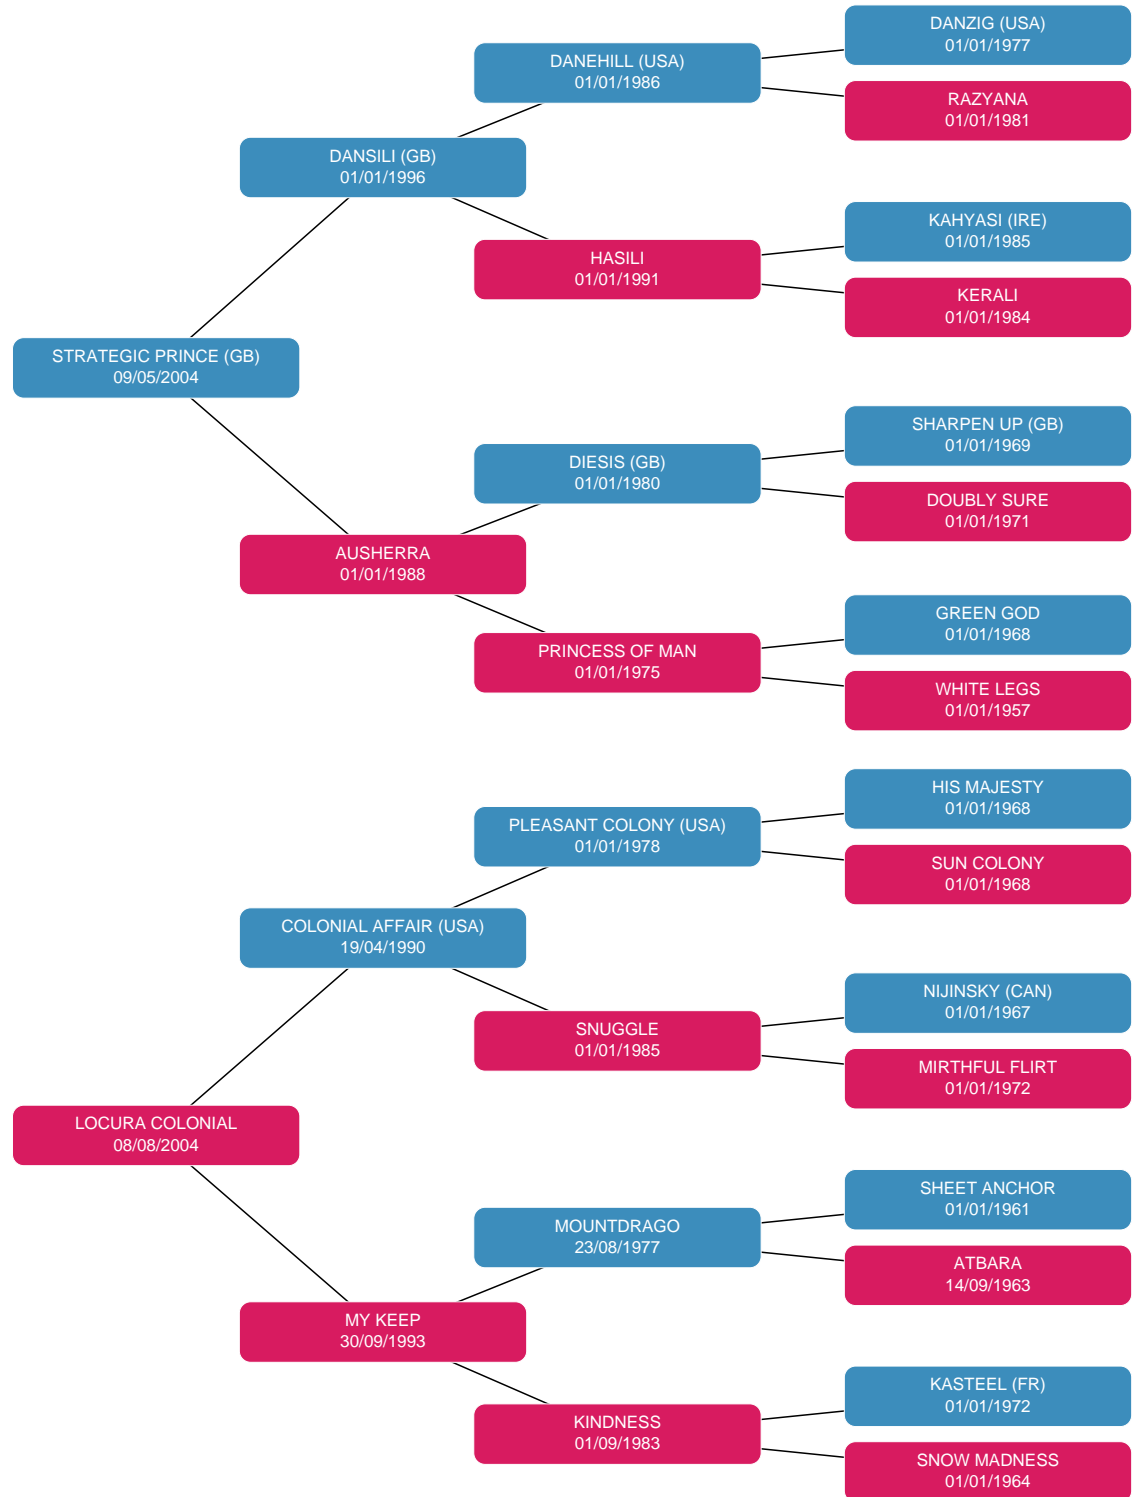 DANZIG (USA)
01/01/1977
DANEHILL (USA)
01/01/1986
RAZYANA
01/01/1981
DANSILI (GB)
01/01/1996
KAHYASI (IRE)
01/01/1985
HASILI
01/01/1991
KERALI
01/01/1984
STRATEGIC PRINCE (GB)
09/05/2004
SHARPEN UP (GB)
01/01/1969
DIESIS (GB)
01/01/1980
DOUBLY SURE
01/01/1971
AUSHERRA
01/01/1988
GREEN GOD
01/01/1968
PRINCESS OF MAN
01/01/1975
WHITE LEGS
01/01/1957
HIS MAJESTY
01/01/1968
PLEASANT COLONY (USA)
01/01/1978
SUN COLONY
01/01/1968
COLONIAL AFFAIR (USA)
19/04/1990
NIJINSKY (CAN)
01/01/1967
SNUGGLE
01/01/1985
MIRTHFUL FLIRT
01/01/1972
LOCURA COLONIAL
08/08/2004
SHEET ANCHOR
01/01/1961
MOUNTDRAGO
23/08/1977
ATBARA
14/09/1963
MY KEEP
30/09/1993
KASTEEL (FR)
01/01/1972
KINDNESS
01/09/1983
SNOW MADNESS
01/01/1964